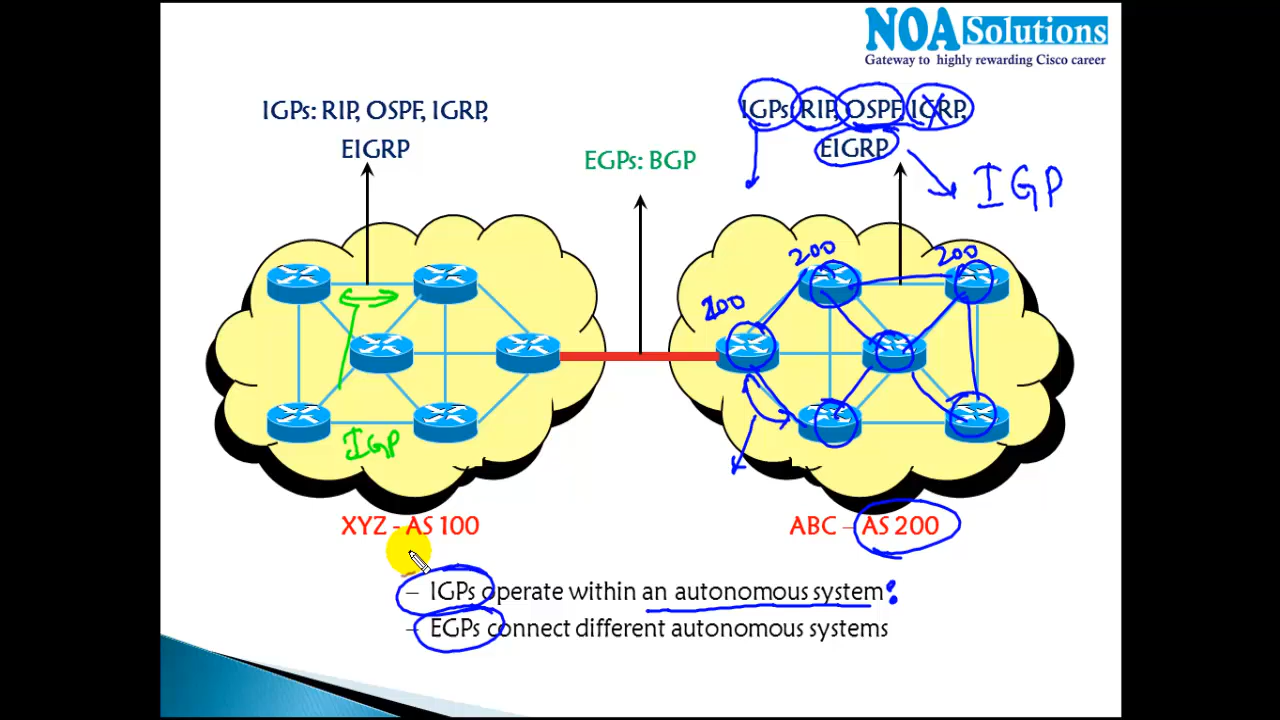 NOA Solutions
Gateway to highly rewarding Cisco career
IGPs: RIP, OSPF, IGRP,
EIGRP
EGPs: BGP
IGPs: RIP, OSPF, IGRP,
EIGRP
IGP
200
200
200
IGP
XYZ - AS 100
ABC – AS 200
– IGPs operate within an autonomous system:
– EGPs connect different autonomous systems